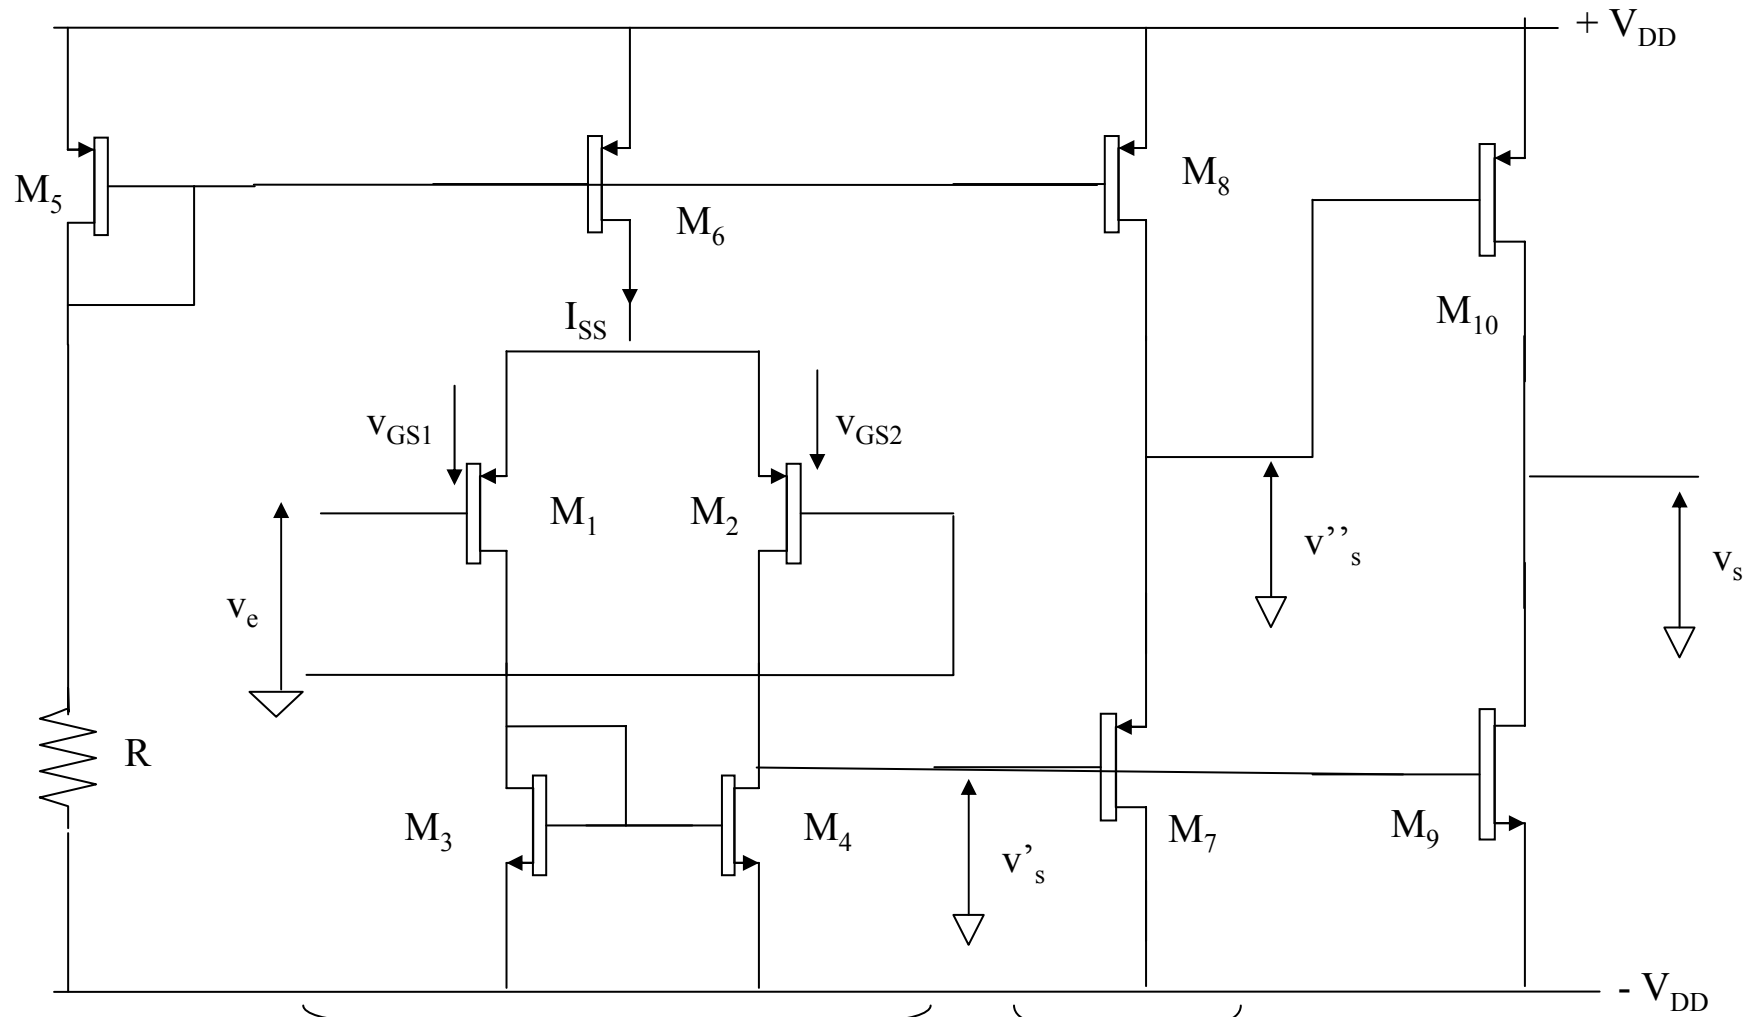 + V_DD
M_5
M_6
M_8
M_10
I_SS
v_GS1
v_GS2
M_1
M_2
v_e
v’’_s
v_s
R
M_3
M_4
v’_s
M_7
M_9
- V_DD